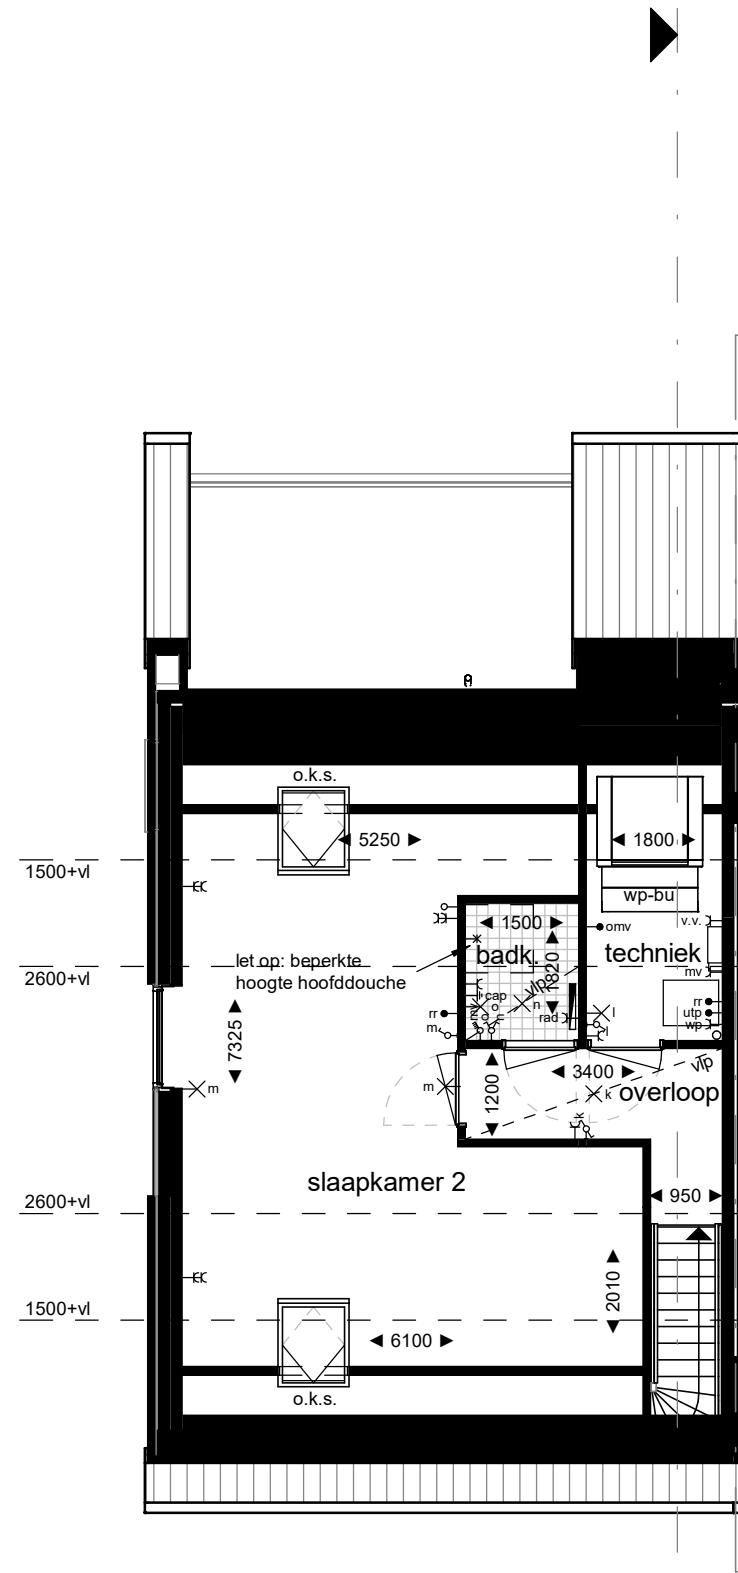 o.k.s.
5250
1800
1500+vl
wp-bu
1500
v.v.
omv
let op: beperkte
hoogte hoofddouche
badk.
1820
techniek
2600+vl
vlp
mv
cap
n
rr
rad
l
rr
utp
wp
m
l
7325
vlp
3400
m
m
1200
k
overloop
k
slaapkamer 2
2600+vl
950
2010
1500+vl
6100
o.k.s.